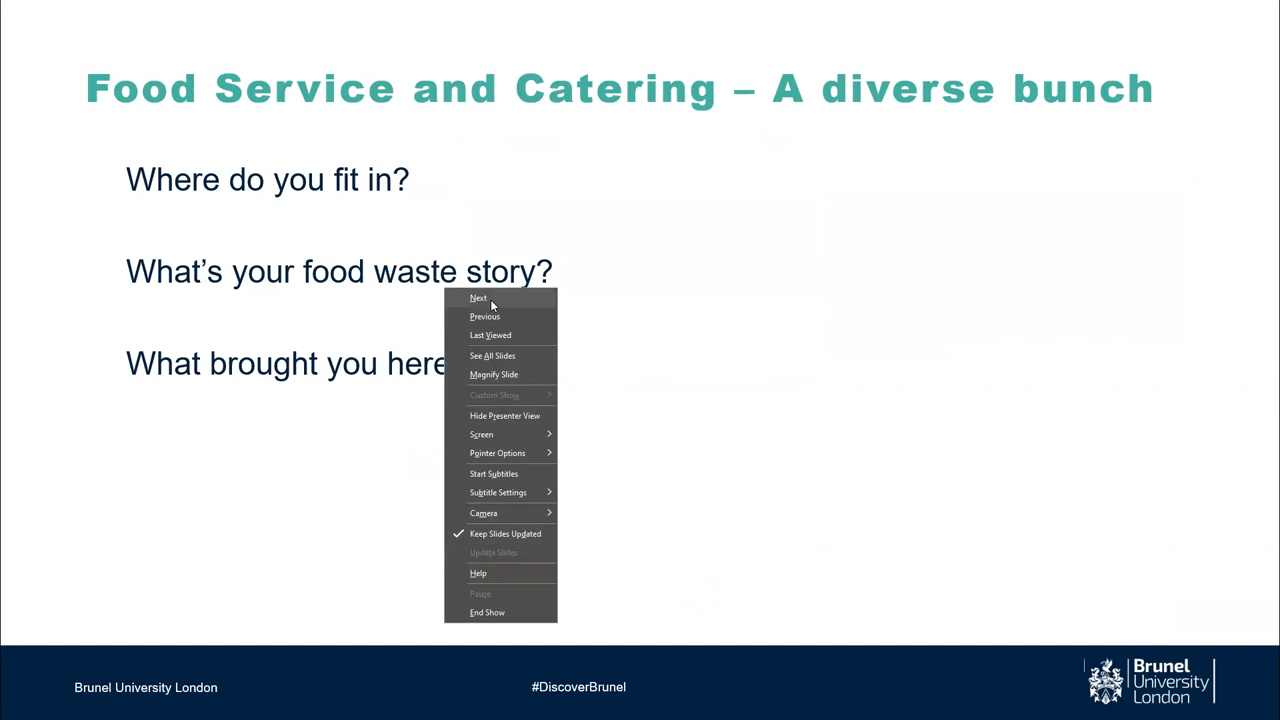 Food Service and Catering – A diverse bunch
Where do you fit in?
What's your food waste story?
What brought you here
Next
Previous
Last Viewed
See All Slides
Magnify Slide
Custom Show
Hide Presenter View
Screen
Pointer Options
Start Subtitles
Subtitle Settings
Camera
Keep Slides Updated
Update Slides
Help
Pause
End Show
Brunel University London
#DiscoverBrunel
Brunel
University
London